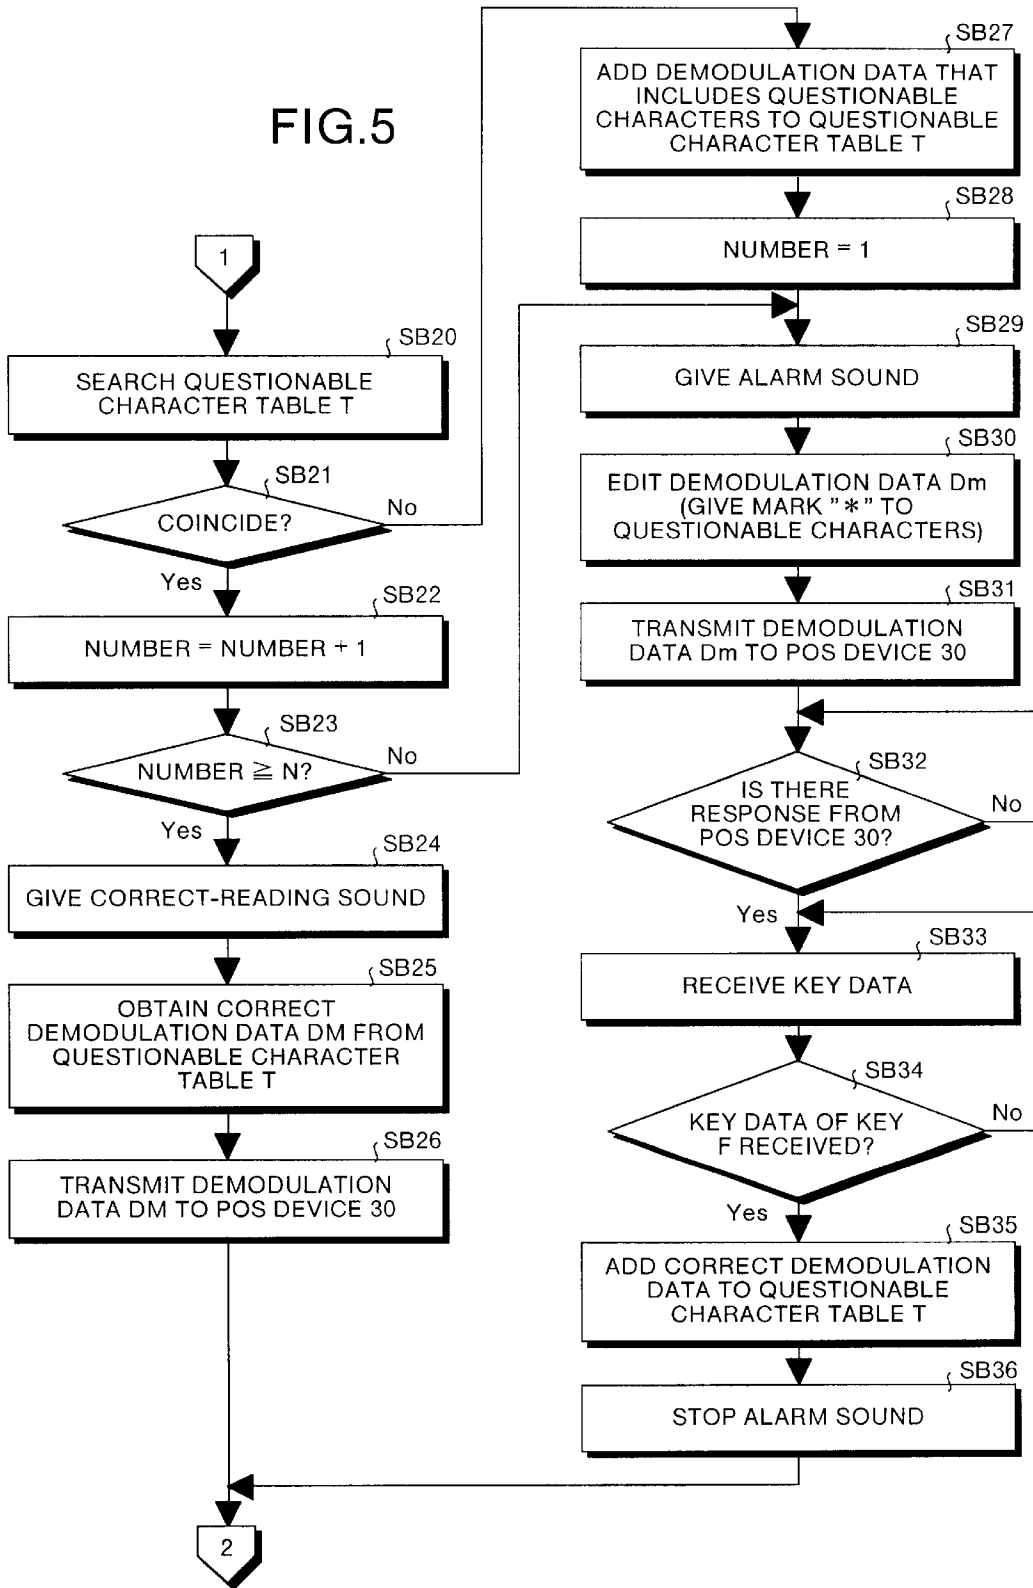 FIG.5
1
SB20
SEARCH QUESTIONABLE
CHARACTER TABLE T
SB21
COINCIDE?
No
Yes
SB22
NUMBER = NUMBER + 1
SB23
NUMBER ≧ N?
No
Yes
SB24
GIVE CORRECT-READING SOUND
SB25
OBTAIN CORRECT
DEMODULATION DATA DM FROM
QUESTIONABLE CHARACTER
TABLE T
SB26
TRANSMIT DEMODULATION
DATA DM TO POS DEVICE 30
2
SB27
ADD DEMODULATION DATA THAT
INCLUDES QUESTIONABLE
CHARACTERS TO QUESTIONABLE
CHARACTER TABLE T
SB28
NUMBER = 1
SB29
GIVE ALARM SOUND
SB30
EDIT DEMODULATION DATA Dm
(GIVE MARK "*" TO
QUESTIONABLE CHARACTERS)
SB31
TRANSMIT DEMODULATION
DATA Dm TO POS DEVICE 30
SB32
IS THERE
RESPONSE FROM
POS DEVICE 30?
No
Yes
SB33
RECEIVE KEY DATA
SB34
KEY DATA OF KEY
F RECEIVED?
No
Yes
SB35
ADD CORRECT DEMODULATION
DATA TO QUESTIONABLE
CHARACTER TABLE T
SB36
STOP ALARM SOUND